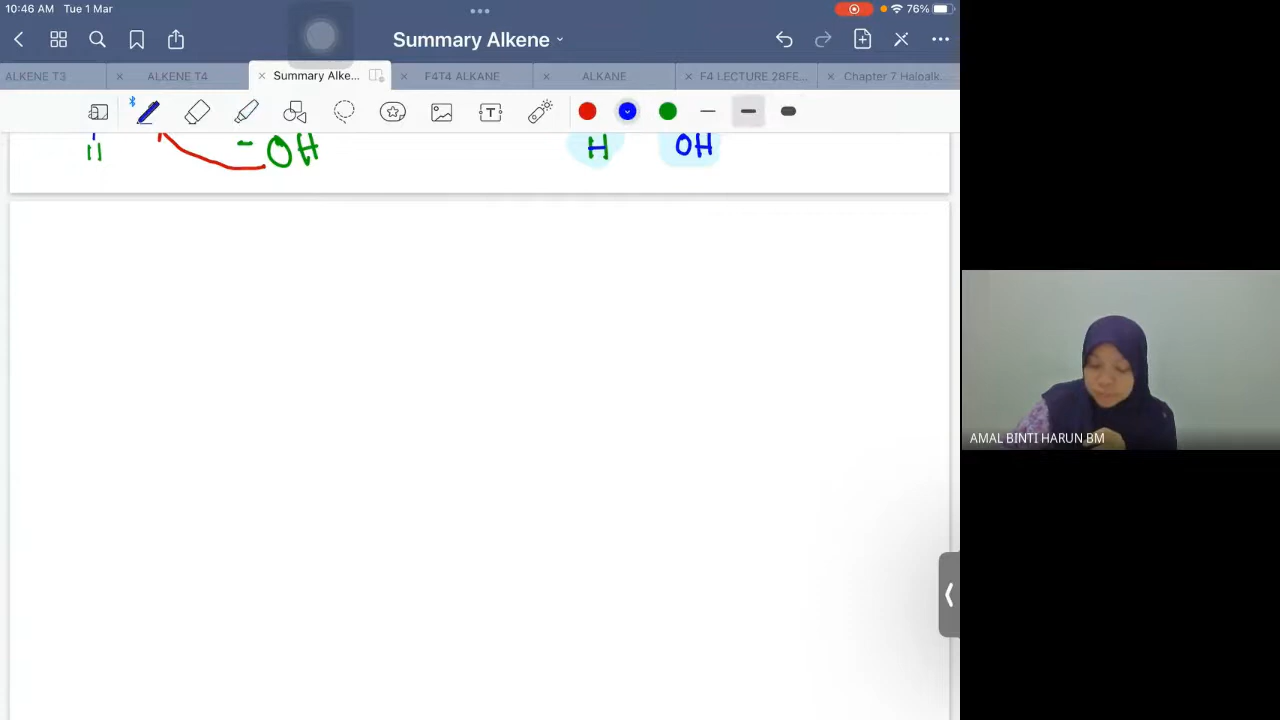 10:46 AM Tue 1 Mar
76%
Summary Alkene
ALKENE T3
ALKENE T4
Summary Alke...
F4T4 ALKANE
ALKANE
F4 LECTURE 28FE...
Chapter 7 Haloalk...
T
- OH
H OH
AMAL BINTI HARUN BM